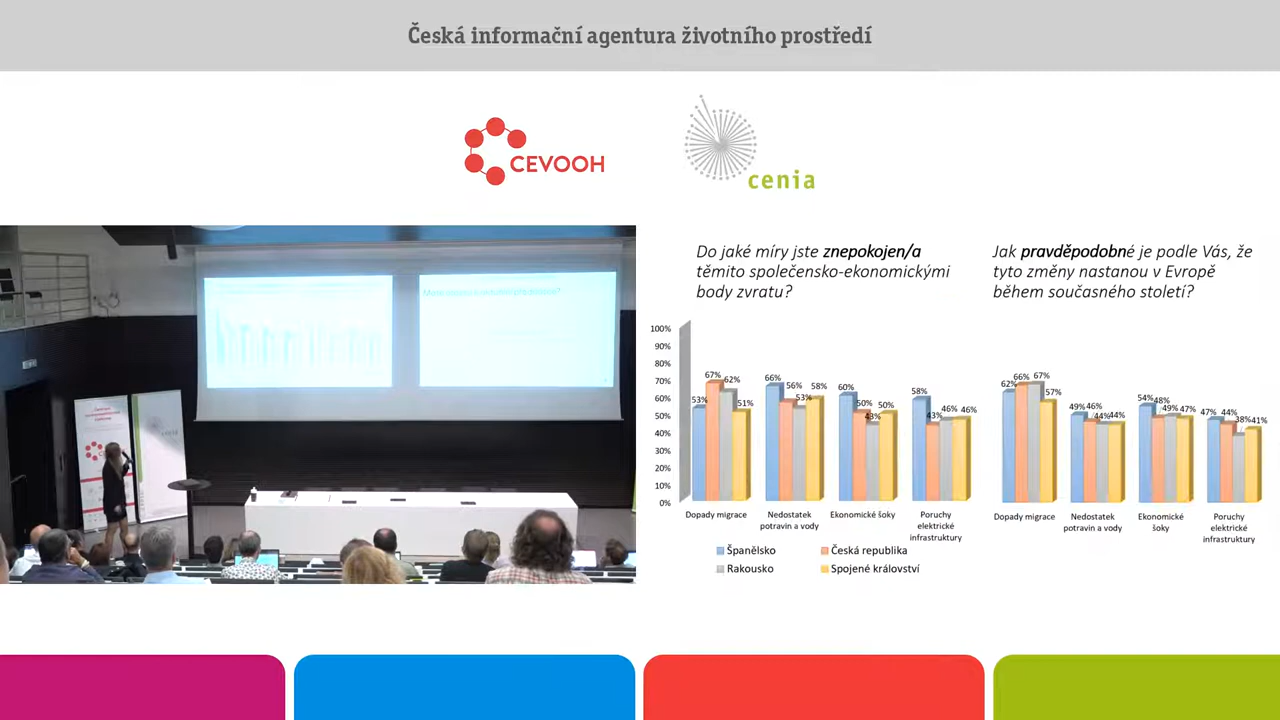 Česká informační agentura životního prostředí
CEVOOH
cenia
Do jaké míry jste znepokojen/a
těmito společensko-ekonomickými
body zvratu?
Jak pravděpodobné je podle Vás, že
tyto změny nastanou v Evropě
během současného století?
100%
90%
80%
70%
60%
50%
40%
30%
20%
10%
0%
53% 67% 62% 51%
66% 56% 53% 58%
60% 50% 43% 50%
58% 43% 46% 46%
62% 66% 67% 57%
49% 46% 44% 44%
54% 48% 49% 47%
47% 44% 38% 41%
Dopady migrace
Nedostatek
potravin a vody
Ekonomické šoky
Poruchy
elektrické
infrastruktury
Dopady migrace
Nedostatek
potravin a vody
Ekonomické
šoky
Poruchy
elektrické
infrastruktury
Španělsko
Česká republika
Rakousko
Spojené království